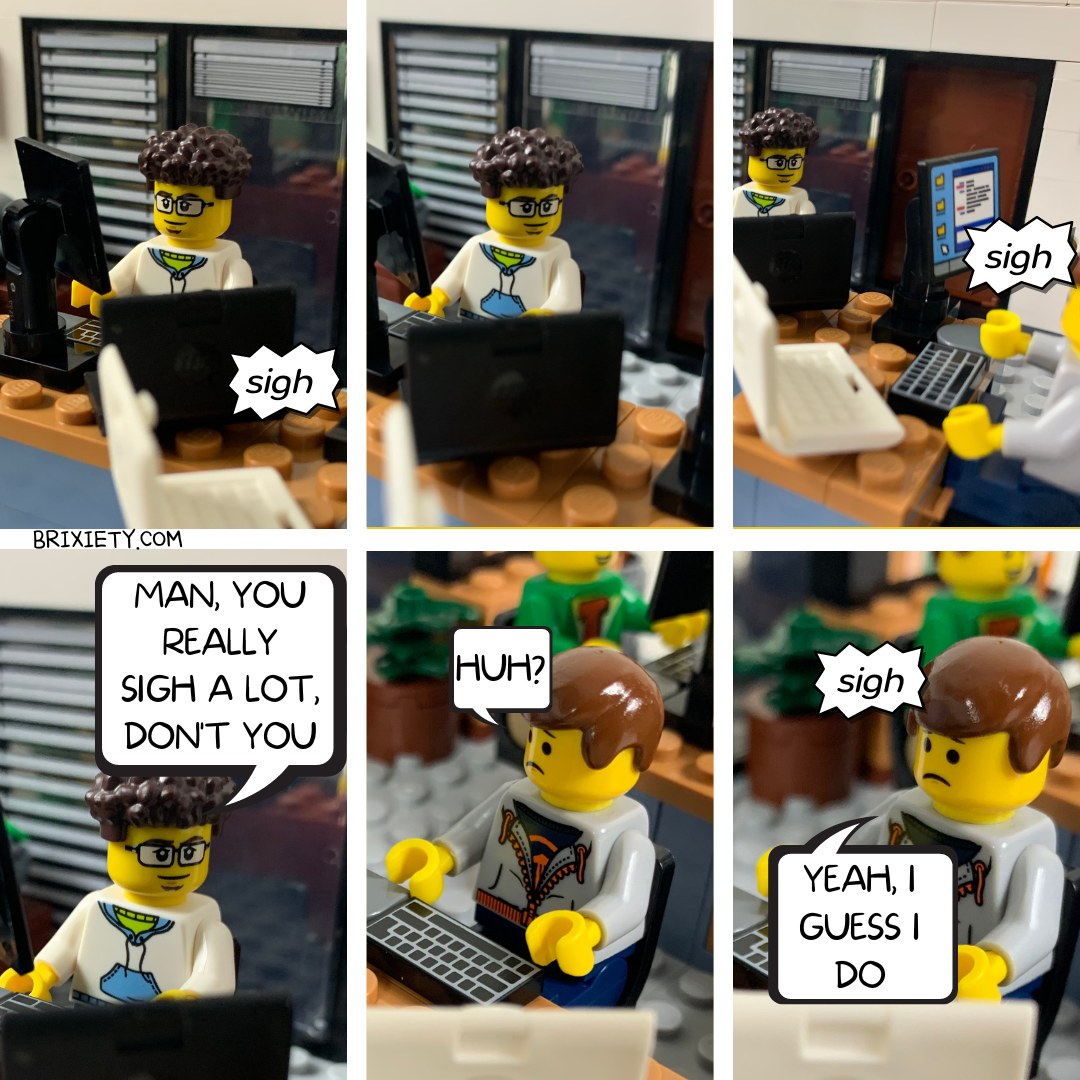 sigh
sigh
BRIXIETY.COM
MAN, YOU
REALLY
SIGH A LOT,
DON'T YOU
HUH?
sigh
YEAH, I
GUESS I
DO